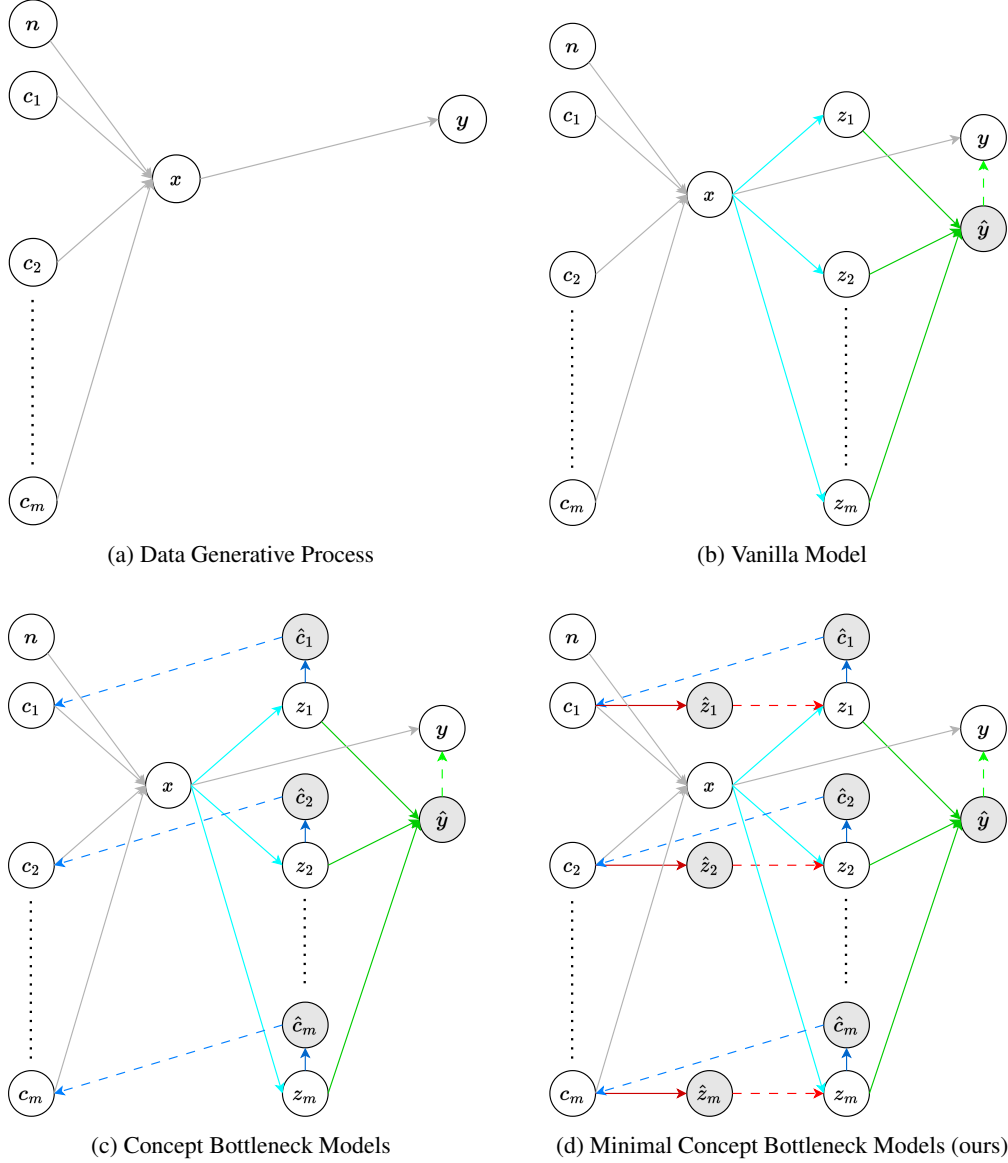 n
c₁
x
y
c₂
cₘ
(a) Data Generative Process
n
c₁
z₁
y
x
ŷ
c₂
z₂
cₘ
zₘ
(b) Vanilla Model
n
ĉ₁
c₁
z₁
y
x
ĉ₂
ŷ
c₂
z₂
ĉₘ
cₘ
zₘ
(c) Concept Bottleneck Models
n
ĉ₁
c₁
ẑ₁
z₁
y
x
ĉ₂
ŷ
c₂
ẑ₂
z₂
ĉₘ
cₘ
ẑₘ
zₘ
(d) Minimal Concept Bottleneck Models (ours)